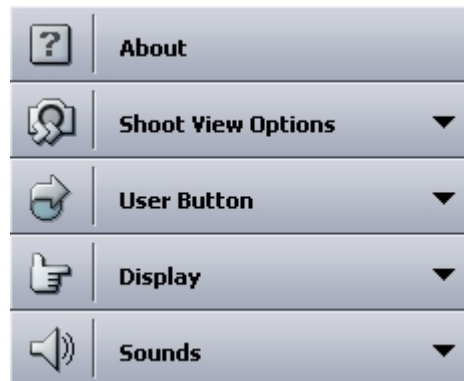 ?
About
Shoot View Options
User Button
Display
Sounds